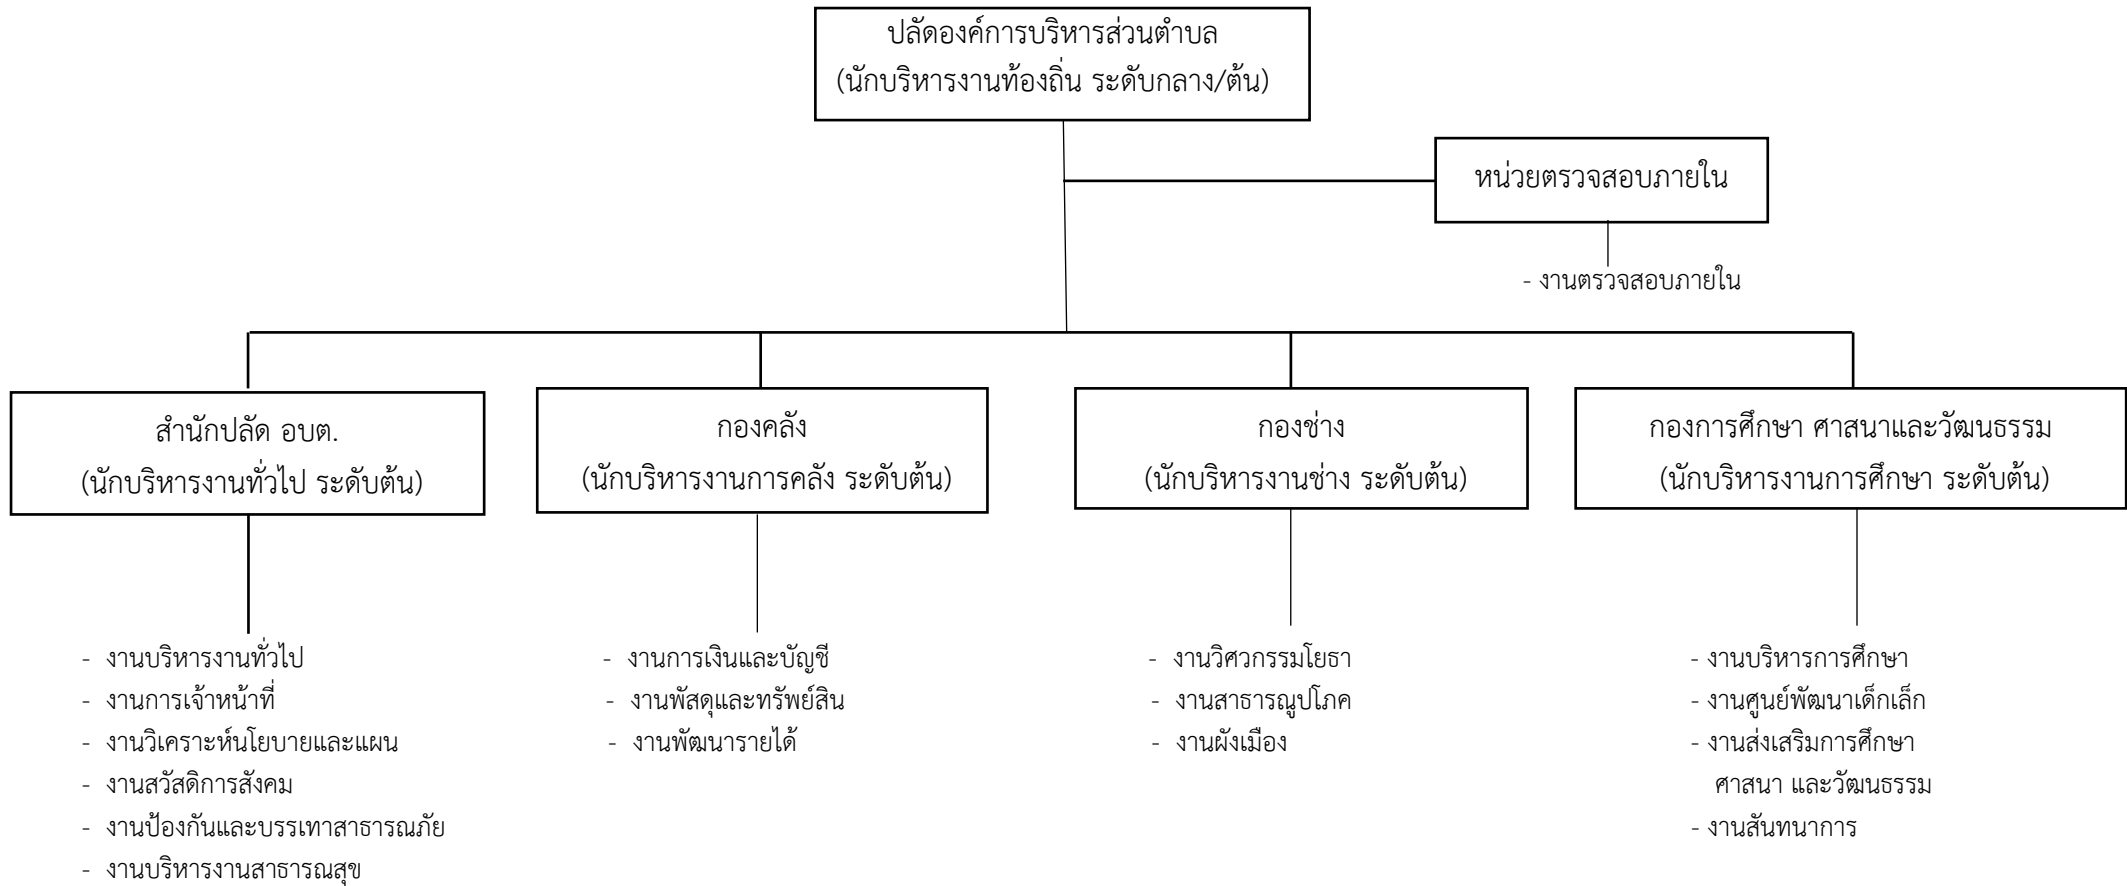 ปลัดองค์การบริหารส่วนตำบล
(นักบริหารงานท้องถิ่น ระดับกลาง/ต้น)
หน่วยตรวจสอบภายใน
- งานตรวจสอบภายใน
สำนักปลัด อบต.
(นักบริหารงานทั่วไป ระดับต้น)
- งานบริหารงานทั่วไป
- งานการเจ้าหน้าที่
- งานวิเคราะห์นโยบายและแผน
- งานสวัสดิการสังคม
- งานป้องกันและบรรเทาสาธารณภัย
- งานบริหารงานสาธารณสุข
กองคลัง
(นักบริหารงานการคลัง ระดับต้น)
- งานการเงินและบัญชี
- งานพัสดุและทรัพย์สิน
- งานพัฒนารายได้
กองช่าง
(นักบริหารงานช่าง ระดับต้น)
- งานวิศวกรรมโยธา
- งานสาธารณูปโภค
- งานผังเมือง
กองการศึกษา ศาสนาและวัฒนธรรม
(นักบริหารงานการศึกษา ระดับต้น)
- งานบริหารการศึกษา
- งานศูนย์พัฒนาเด็กเล็ก
- งานส่งเสริมการศึกษา
ศาสนา และวัฒนธรรม
- งานสันทนาการ